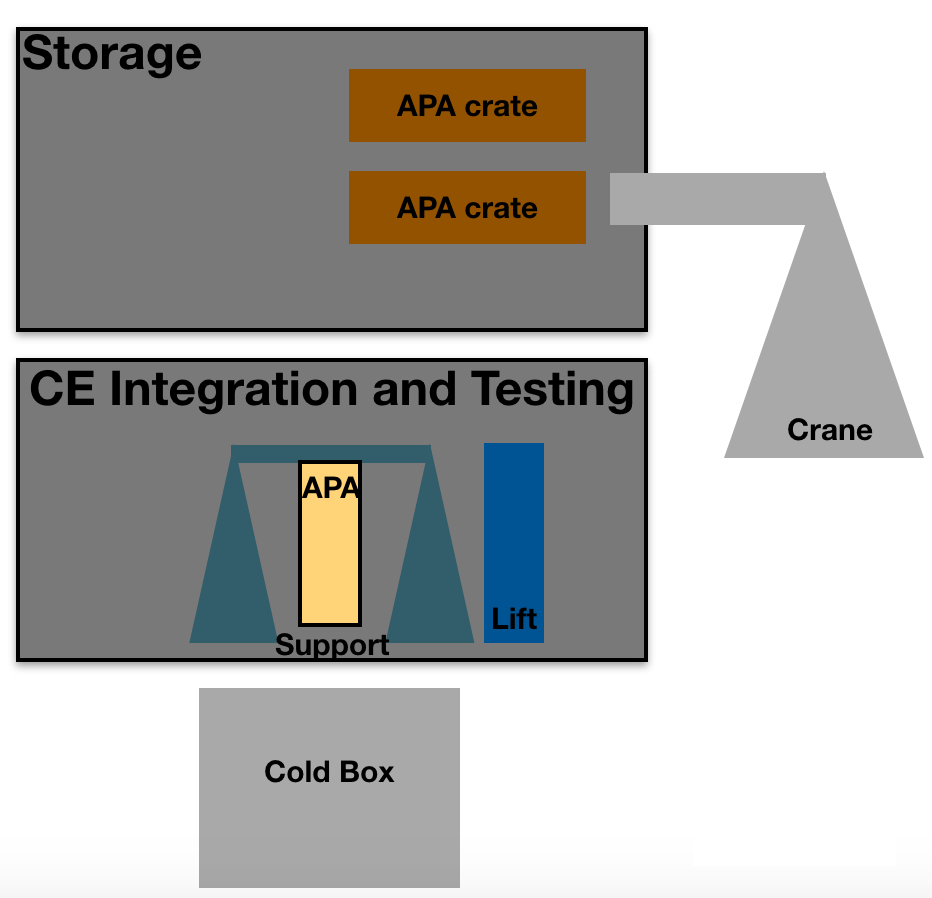 Storage
APA crate
APA crate
Crane
CE Integration and Testing
APA
Lift
Support
Cold Box